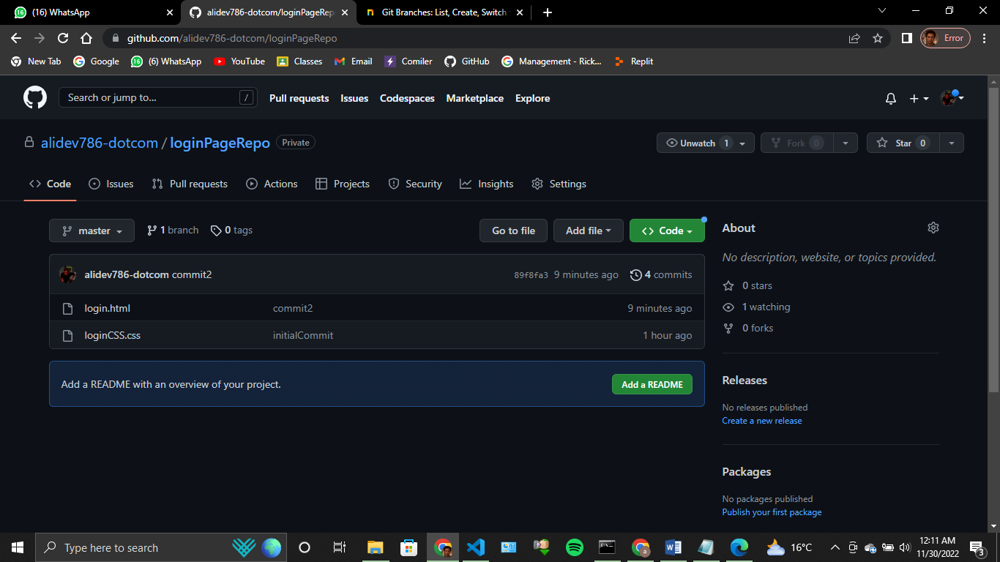 (16) WhatsApp
alidev786-dotcom/loginPageRep
Git Branches: List, Create, Switch
github.com/alidev786-dotcom/loginPageRepo
Error
New Tab Google (6) WhatsApp YouTube Classes Email Comiler GitHub Management - Rick... Replit
Search or jump to... /
Pull requests Issues Codespaces Marketplace Explore
alidev786-dotcom / loginPageRepo Private
Unwatch 1 Fork 0 Star 0
Code Issues Pull requests Actions Projects Security Insights Settings
master 1 branch 0 tags
Go to file Add file Code
About
No description, website, or topics provided.
alidev786-dotcom commit2 89f8fa3 9 minutes ago 4 commits
login.html commit2 9 minutes ago
loginCSS.css initialCommit 1 hour ago
Add a README with an overview of your project. Add a README
0 stars
1 watching
0 forks
Releases
No releases published
Create a new release
Packages
No packages published
Publish your first package
Type here to search
16°C
12:11 AM
11/30/2022
3